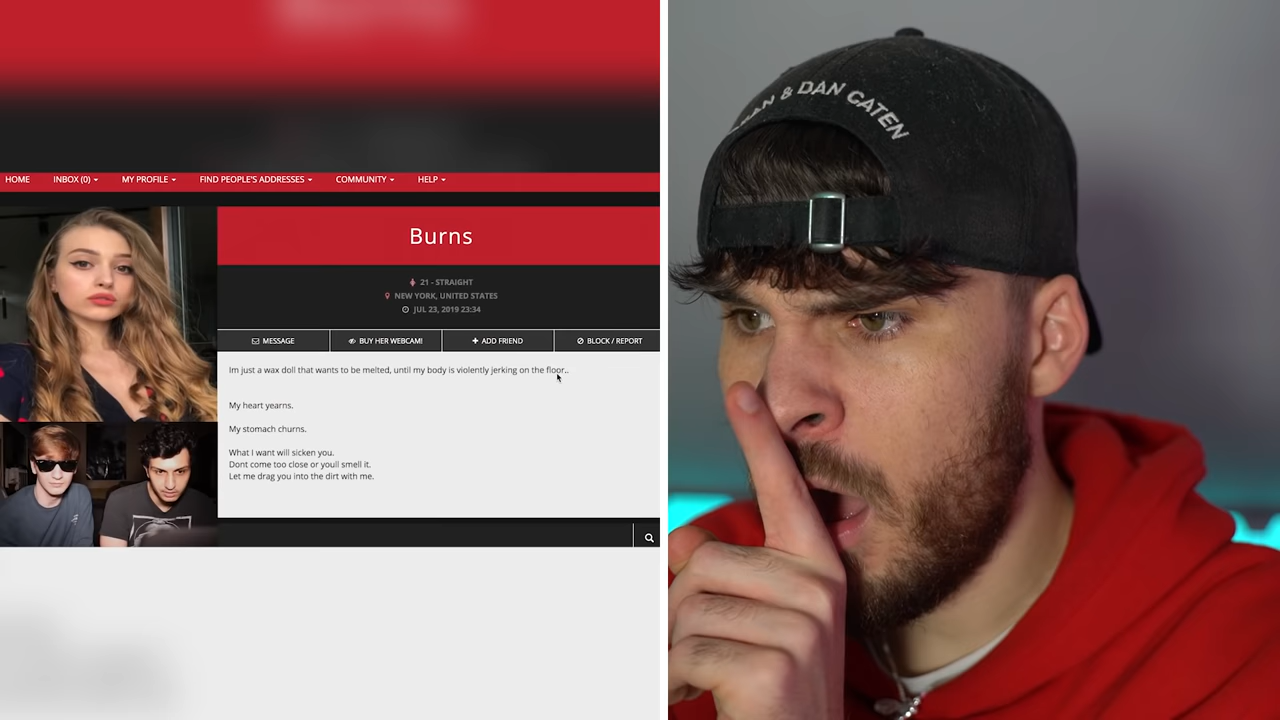 HOME INBOX (0) MY PROFILE FIND PEOPLE'S ADDRESSES COMMUNITY HELP
Burns
21 - STRAIGHT
NEW YORK, UNITED STATES
JUL 23, 2019 23:34
MESSAGE BUY HER WEBCAM! ADD FRIEND BLOCK / REPORT
Im just a wax doll that wants to be melted, until my body is violently jerking on the floor..
My heart yearns.
My stomach churns.
What I want will sicken you.
Dont come too close or youll smell it.
Let me drag you into the dirt with me.
& DAN CATEN